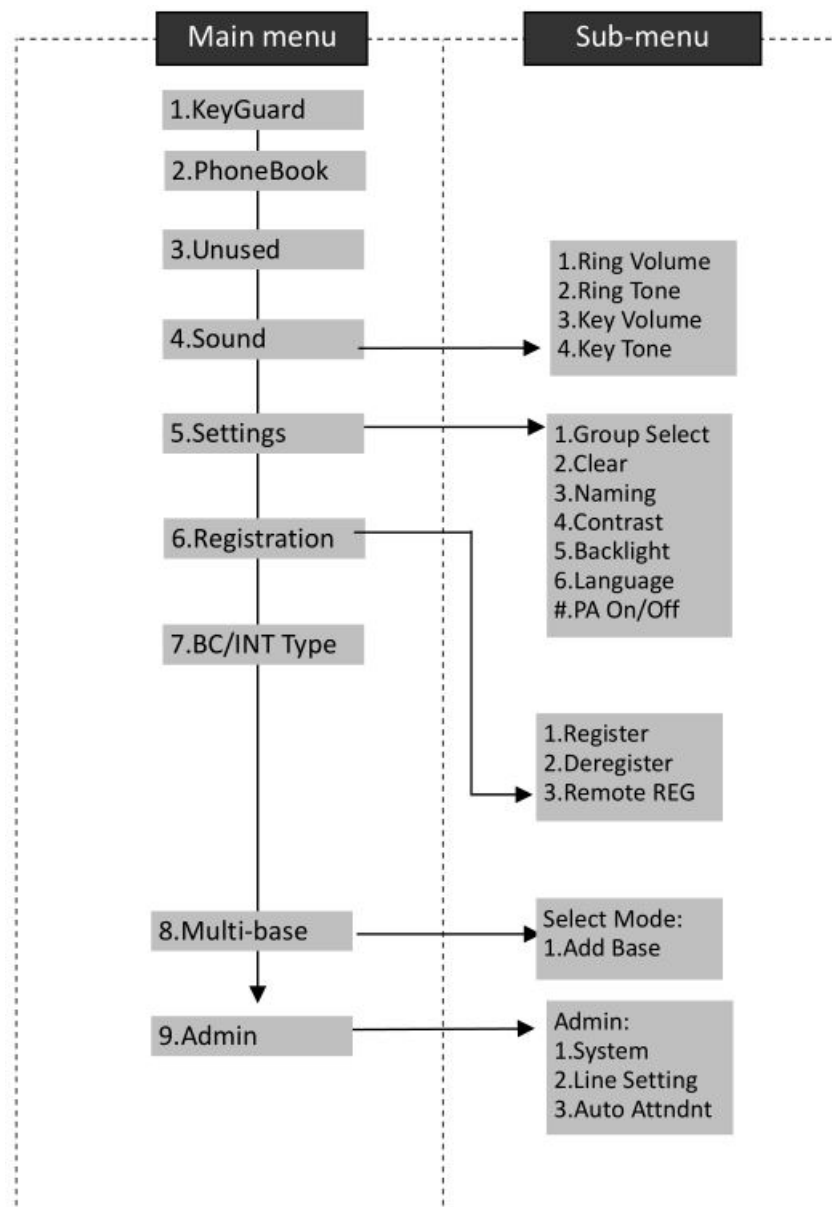 Main menu
Sub-menu
1.KeyGuard
2.PhoneBook
3.Unused
4.Sound
5.Settings
6.Registration
7.BC/INT Type
8.Multi-base
9.Admin
1.Ring Volume
2.Ring Tone
3.Key Volume
4.Key Tone
1.Group Select
2.Clear
3.Naming
4.Contrast
5.Backlight
6.Language
#.PA On/Off
1.Register
2.Deregister
3.Remote REG
Select Mode:
1.Add Base
Admin:
1.System
2.Line Setting
3.Auto Attndnt